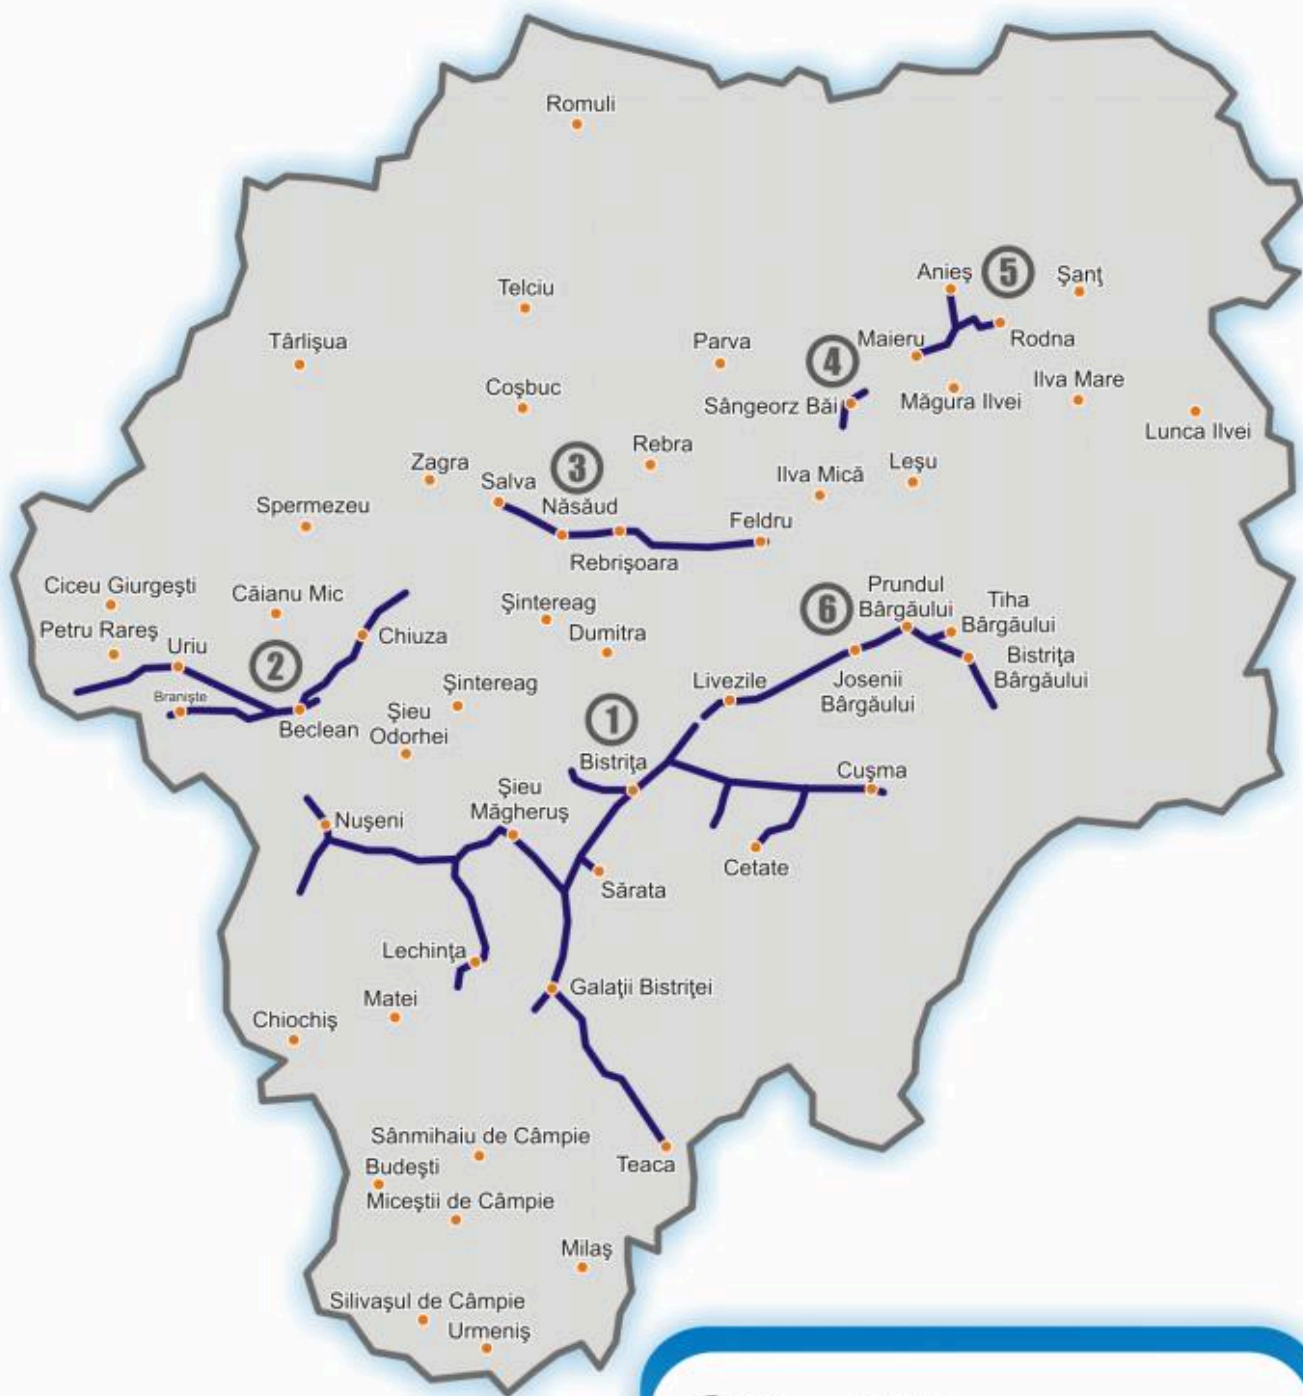 Romuli
Anieş
5
Şanţ
Telciu
Târlişua
Parva
4
Maieru
Rodna
Coşbuc
Sângeorz Băi
Măgura Ilvei
Ilva Mare
Lunca Ilvei
Rebra
Zagra
3
Salva
Ilva Mică
Leşu
Spermezeu
Năsăud
Feldru
Rebrişoara
Ciceu Giurgeşti
Căianu Mic
Şintereag
6
Prundul
Bârgăului
Tiha
Bârgăului
Petru Rareş
Uriu
2
Chiuza
Dumitra
Bistriţa
Bârgăului
Branişte
Şintereag
Livezile
Josenii
Bârgăului
Beclean
Şieu
Odorhei
1
Bistriţa
Cuşma
Şieu
Măgheruş
Nuşeni
Cetate
Sărata
Lechinţa
Galaţii Bistriţei
Matei
Chiochiş
Sânmihaiu de Câmpie
Budeşti
Teaca
Miceştii de Câmpie
Milaş
Silivaşul de Câmpie
Urmeniş